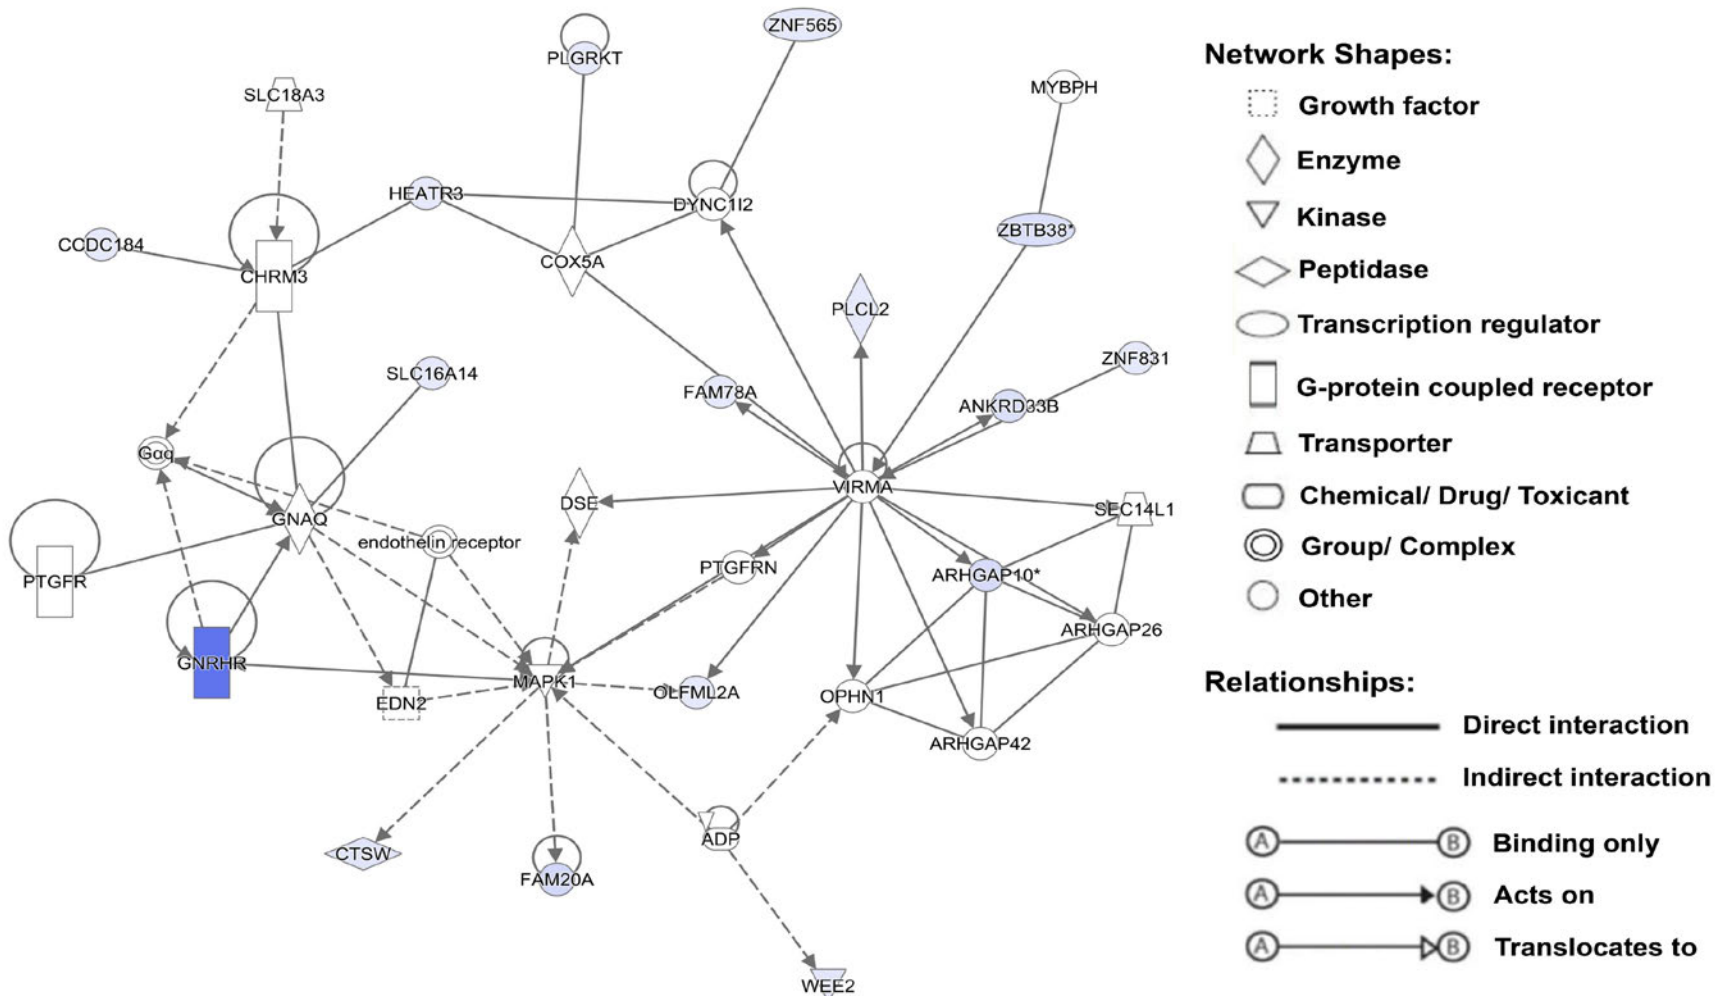 ZNF565
PLGRKT
MYBPH
SLC18A3
HEATR3
DYNC1I2
ZBTB38*
CCDC184
CHRM3
COX5A
PLCL2
ZNF831
SLC16A14
FAM78A
ANKRD33B
Gαq
VIRMA
DSE
SEC14L1
GNAQ
endothelin receptor
PTGFRN
ARHGAP10*
PTGFR
ARHGAP26
GNRHR
MAPK1
OLFML2A
OPHN1
EDN2
ARHGAP42
ADP
CTSW
FAM20A
WEE2
Network Shapes:
Growth factor
Enzyme
Kinase
Peptidase
Transcription regulator
G-protein coupled receptor
Transporter
Chemical/ Drug/ Toxicant
Group/ Complex
Other
Relationships:
Direct interaction
Indirect interaction
A B Binding only
A B Acts on
A B Translocates to